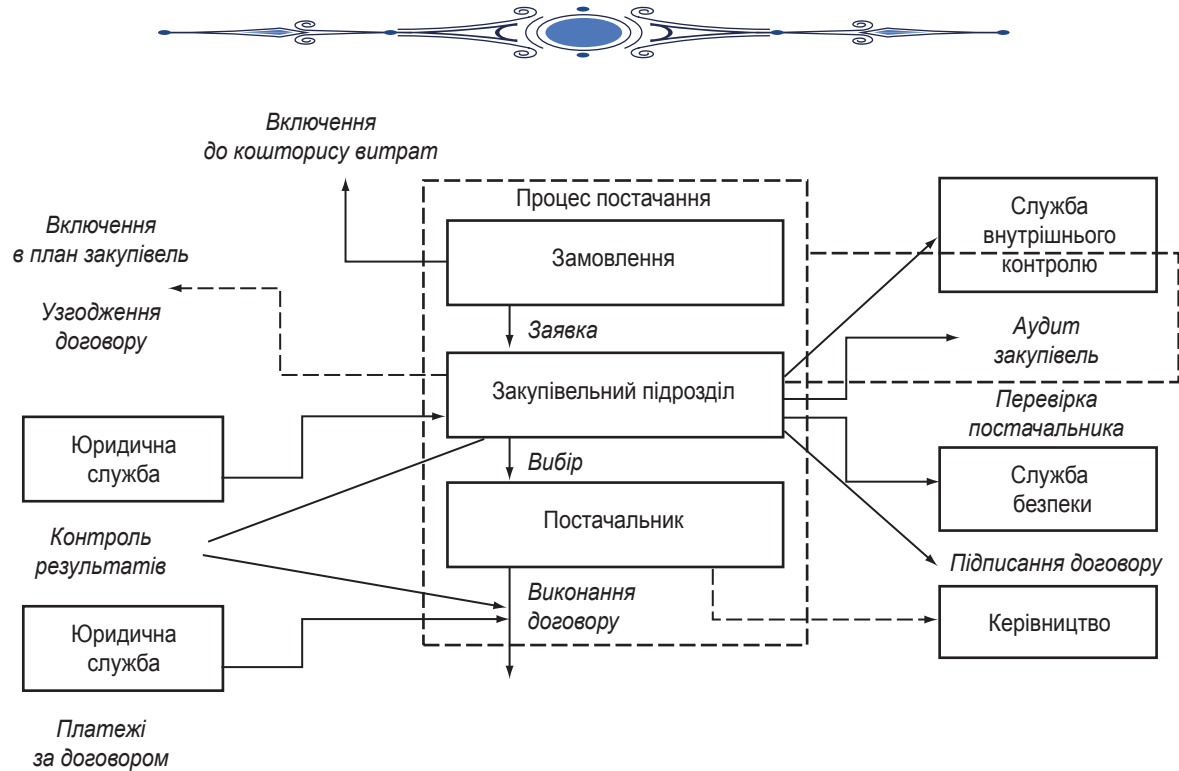 Включення
до кошторису витрат
Процес постачання
Служба
внутрішнього
контролю
Включення
в план закупівель
Замовлення
Узгодження
договору
Заявка
Аудит
закупівель
Закупівельний підрозділ
Перевірка
постачальника
Юридична
служба
Вибір
Служба
безпеки
Постачальник
Контроль
результатів
Підписання договору
Виконання
договору
Юридична
служба
Керівництво
Платежі
за договором